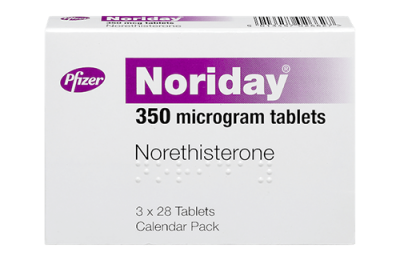 Pfizer
Noriday®
350 microgram tablets
Norethisterone
3 x 28 Tablets
Calendar Pack